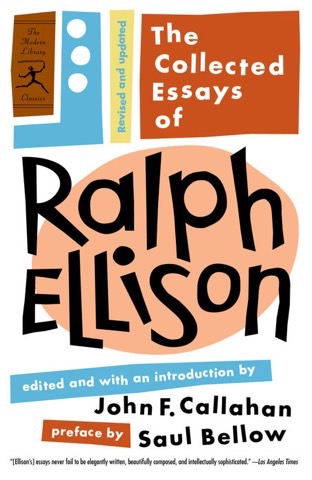 The
Modern
Library
Classics
Revised and updated
The
Collected
Essays
of
Ralph
Ellison
edited and with an introduction by
John F. Callahan
preface by Saul Bellow
"[Ellison's] essays never fail to be elegantly written, beautifully composed, and intellectually sophisticated." —Los Angeles Times